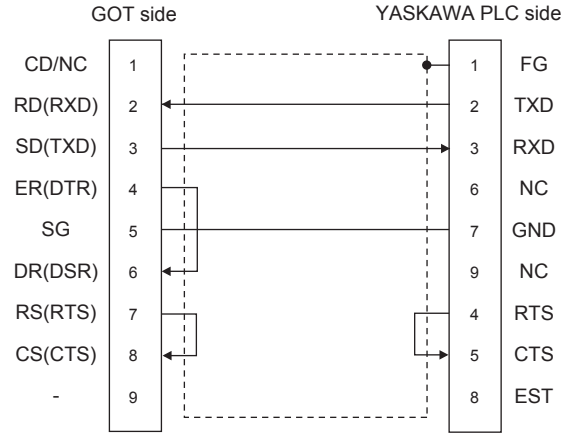 GOT side YASKAWA PLC side
CD/NC 1 1 FG
RD(RXD) 2 2 TXD
SD(TXD) 3 3 RXD
ER(DTR) 4 6 NC
SG 5 7 GND
DR(DSR) 6 9 NC
RS(RTS) 7 4 RTS
CS(CTS) 8 5 CTS
- 9 8 EST